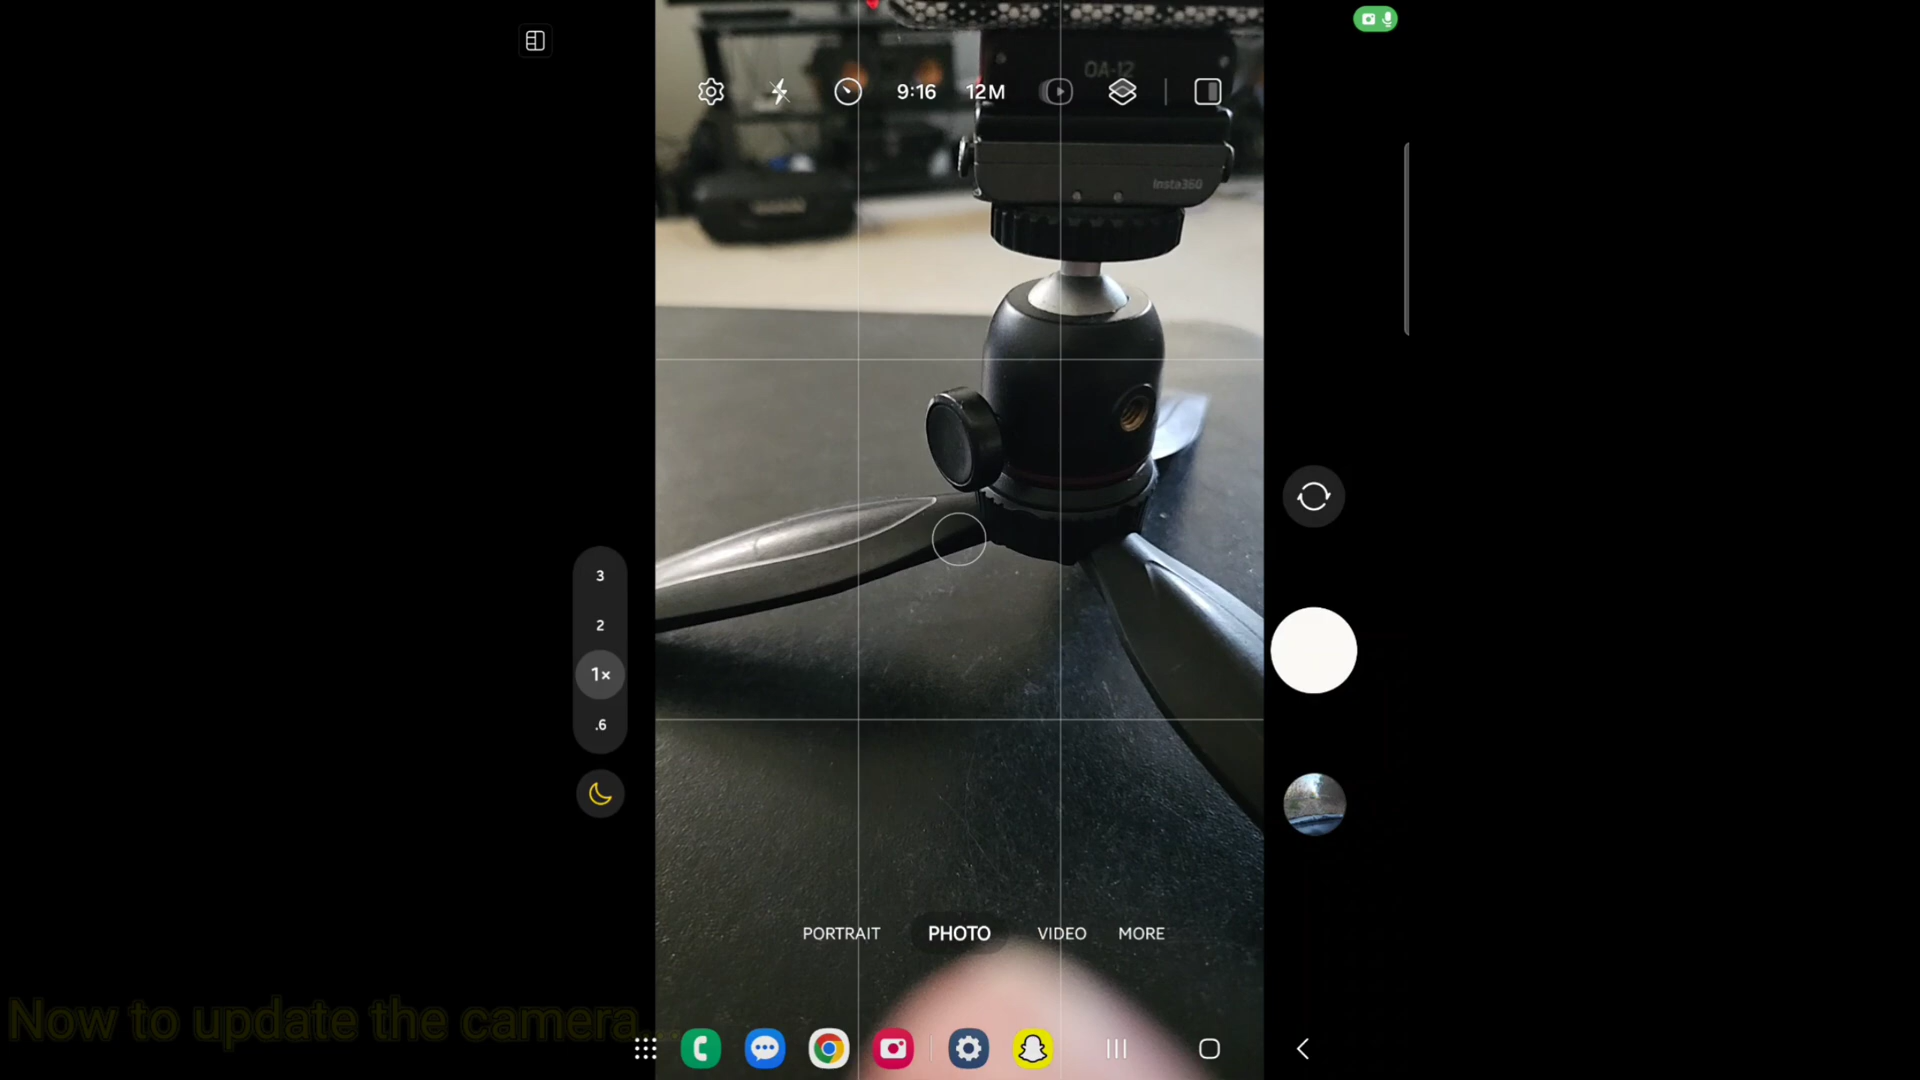 OA-12
9:16
12M
Insta360
3
2
1×
.6
PORTRAIT
PHOTO
VIDEO
MORE
Now to update the camera...